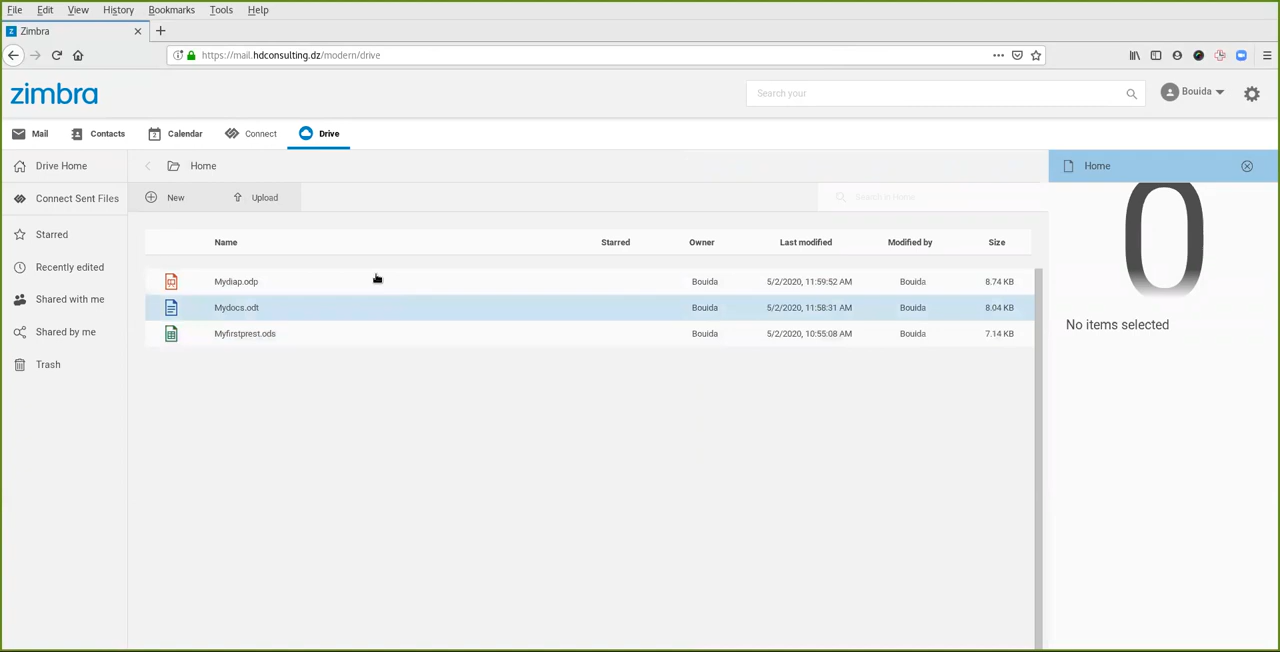 File Edit View History Bookmarks Tools Help
Z Zimbra
https://mail.hdconsulting.dz/modern/drive
zimbra
Search your
Bouida
Mail Contacts 2 Calendar Connect Drive
Drive Home
Connect Sent Files
Starred
Recently edited
Shared with me
Shared by me
Trash
Home
New Upload Search in Home
Name Starred Owner Last modified Modified by Size
Mydiap.odp Bouida 5/2/2020, 11:59:52 AM Bouida 8.74 KB
Mydocs.odt Bouida 5/2/2020, 11:58:31 AM Bouida 8.04 KB
Myfirstprest.ods Bouida 5/2/2020, 10:55:08 AM Bouida 7.14 KB
Home
0
No items selected